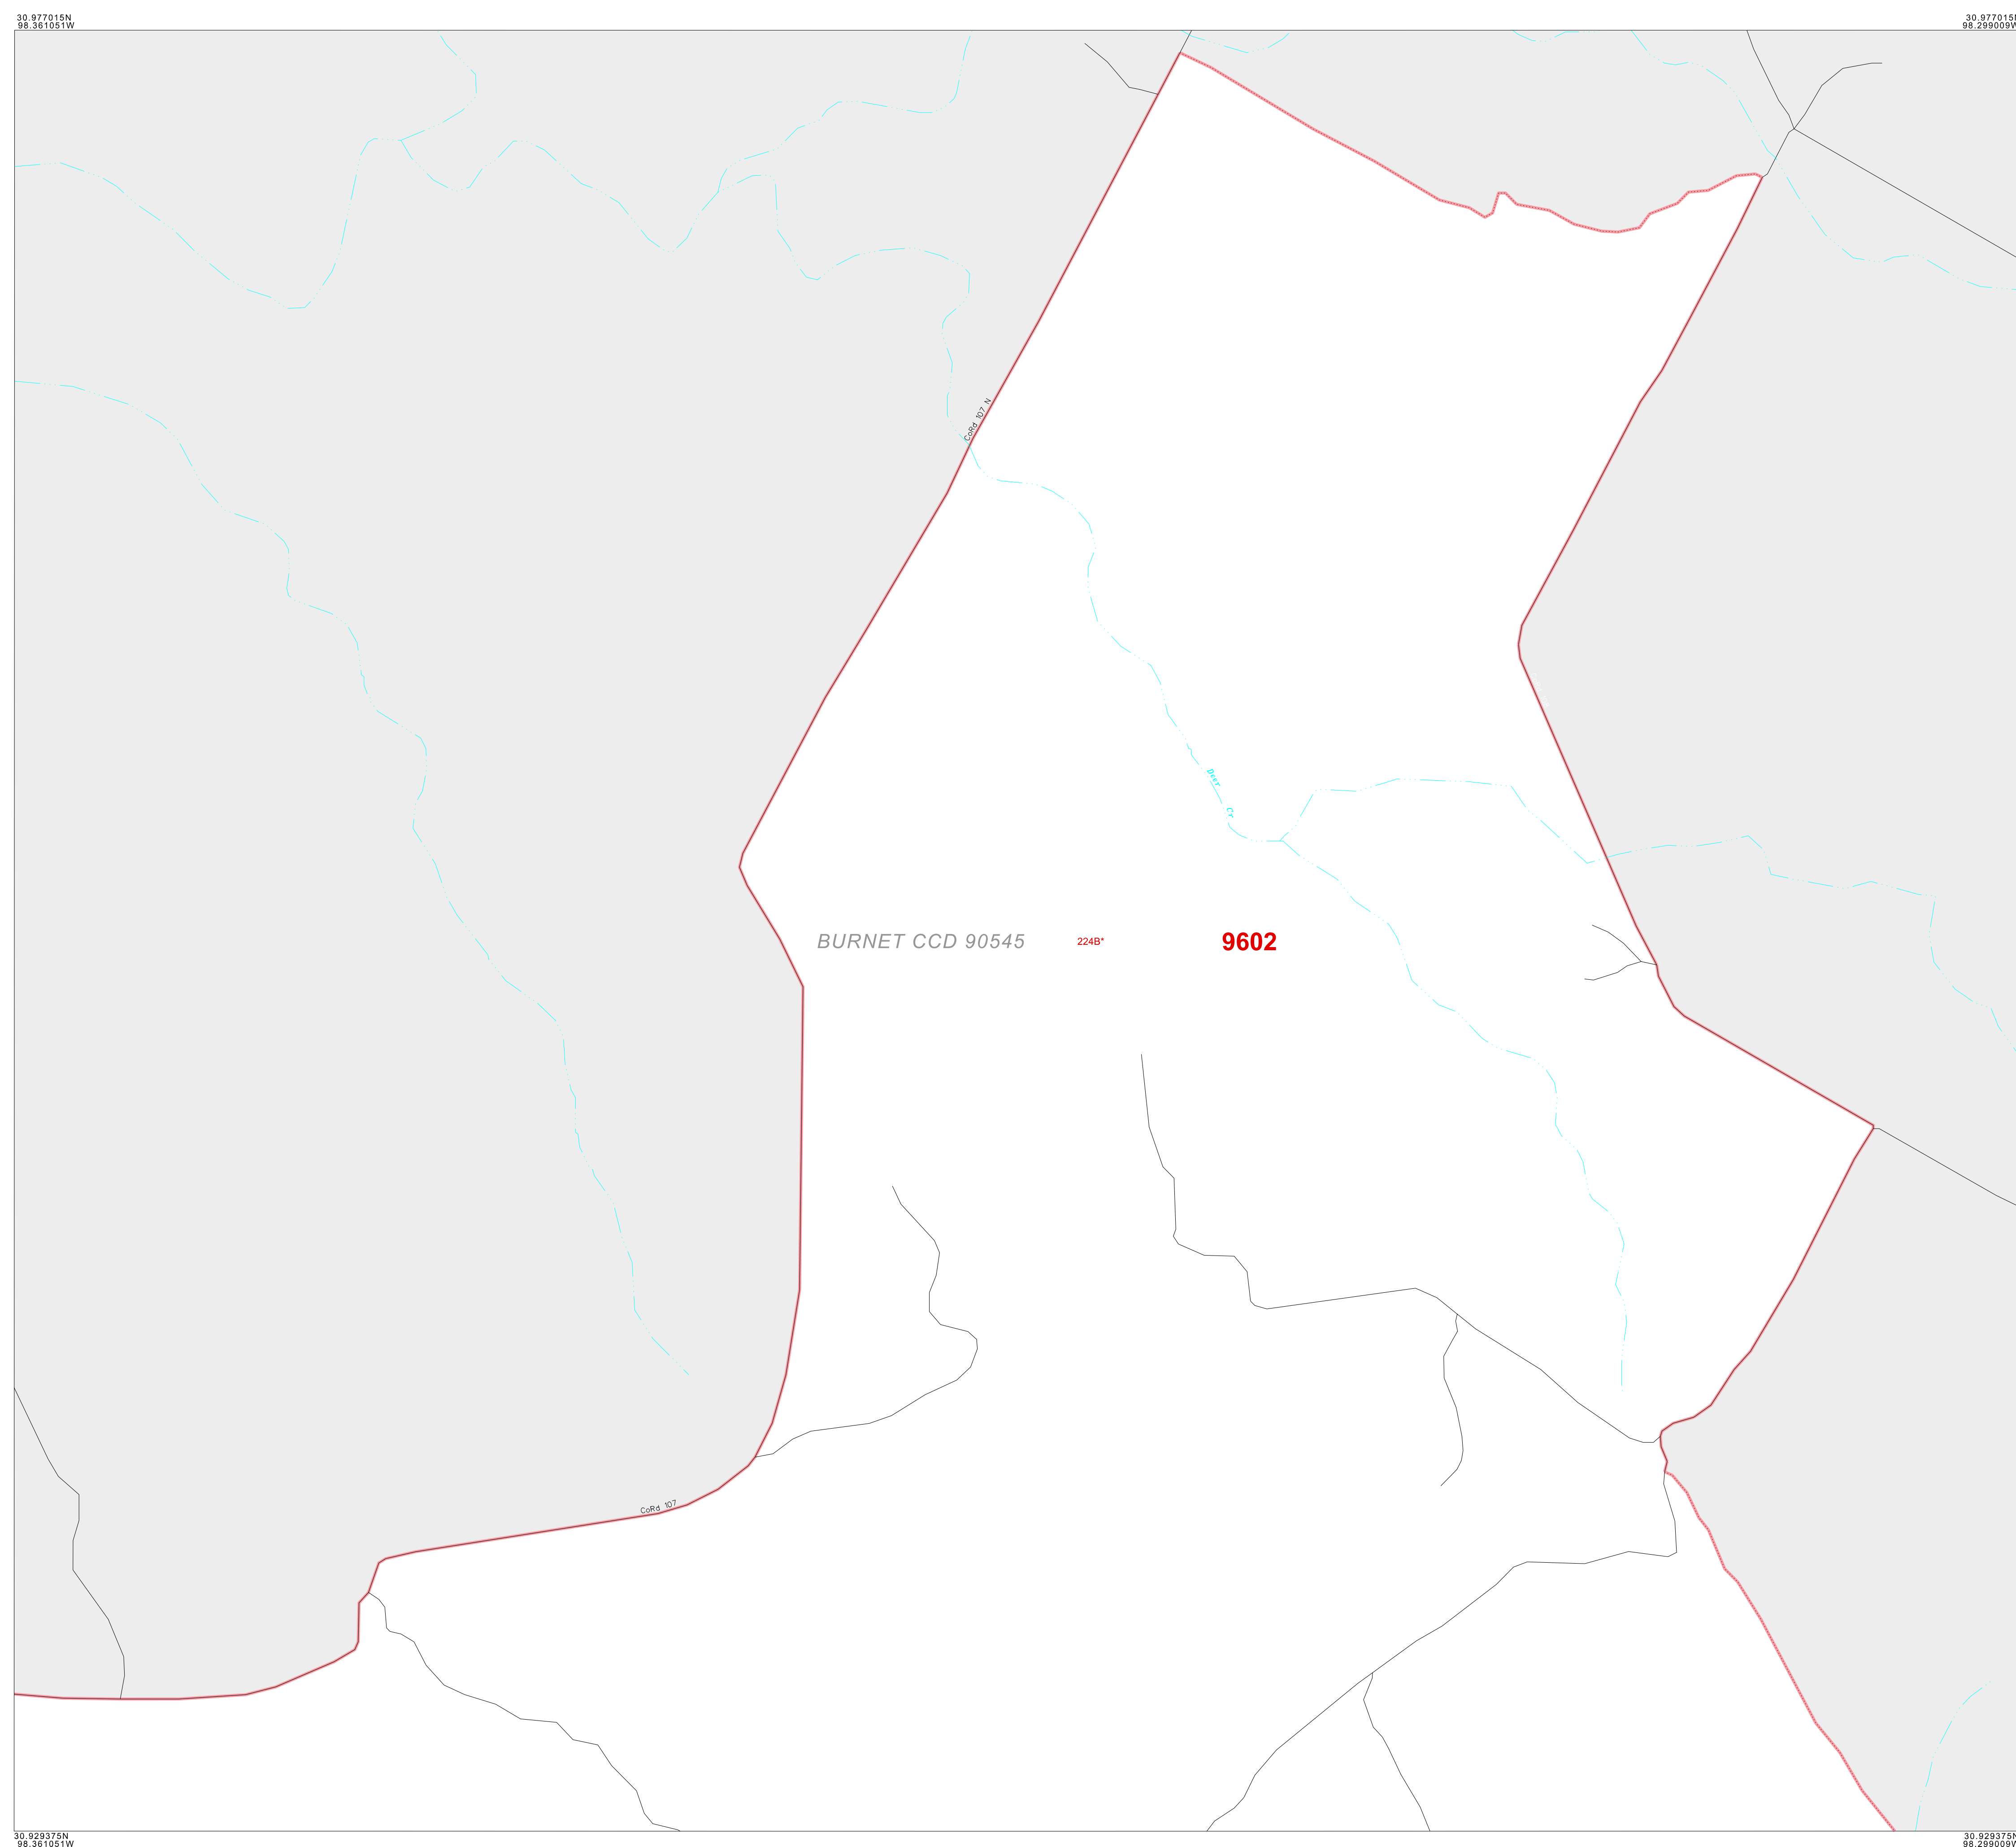 30.977015N
98.361051W
30.977015N
98.299009W
CoRd 107 N
BURNET CCD 90545
224B*
9602
CoRd 107
30.929375N
98.361051W
30.929375N
98.299009W